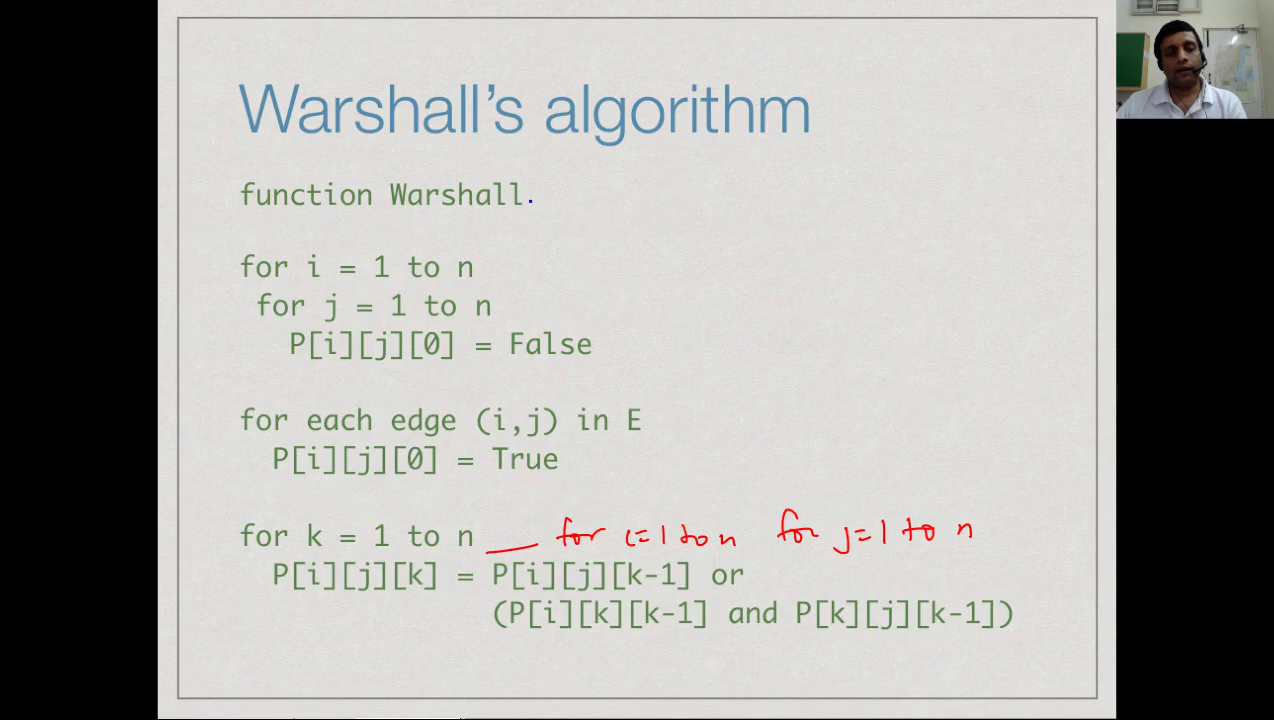 Warshall's algorithm
function Warshall
for i = 1 to n
for j = 1 to n
P[i][j][0] = False
for each edge (i,j) in E
P[i][j][0] = True
for k = 1 to n for i=1 to n for j=1 to n
P[i][j][k] = P[i][j][k-1] or
(P[i][k][k-1] and P[k][j][k-1])